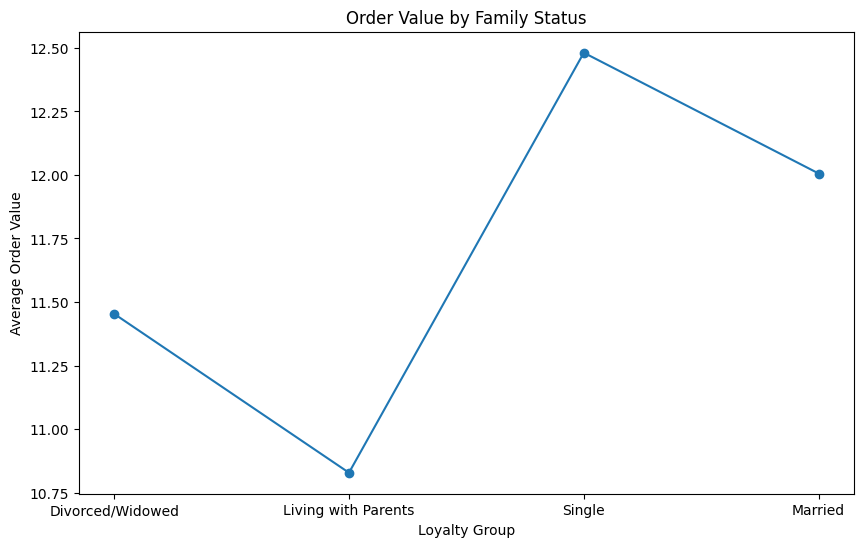 Order Value by Family Status
Average Order Value
12.50
12.25
12.00
11.75
11.50
11.25
11.00
10.75
Divorced/Widowed Living with Parents Single Married
Loyalty Group